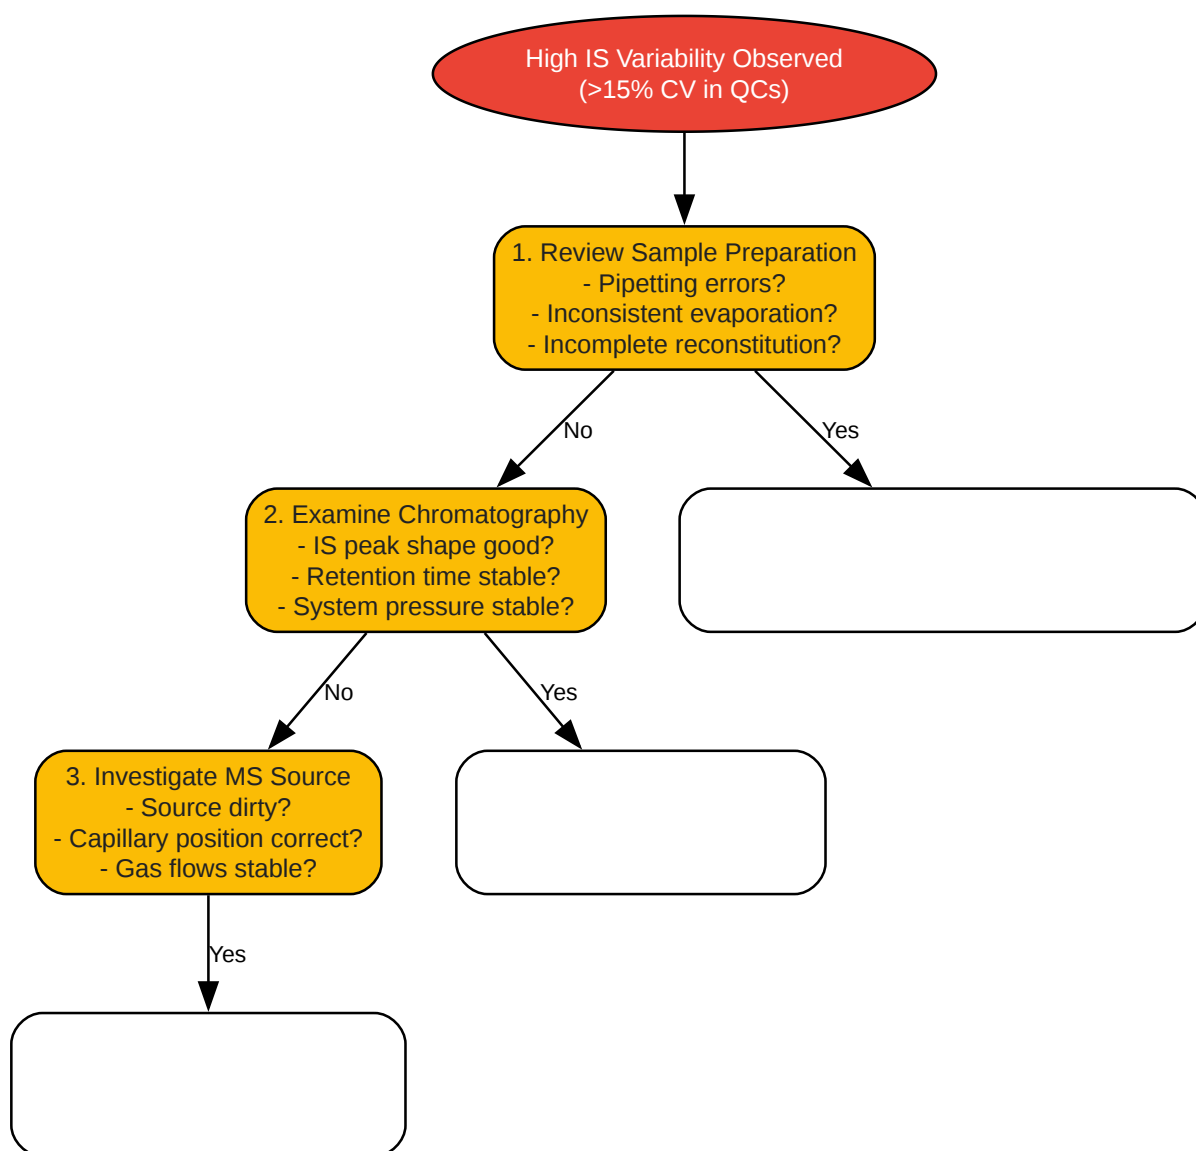 High IS Variability Observed
(>15% CV in QCs)
1. Review Sample Preparation
- Pipetting errors?
- Inconsistent evaporation?
- Incomplete reconstitution?
No
Yes
2. Examine Chromatography
- IS peak shape good?
- Retention time stable?
- System pressure stable?
No
Yes
3. Investigate MS Source
- Source dirty?
- Capillary position correct?
- Gas flows stable?
Yes